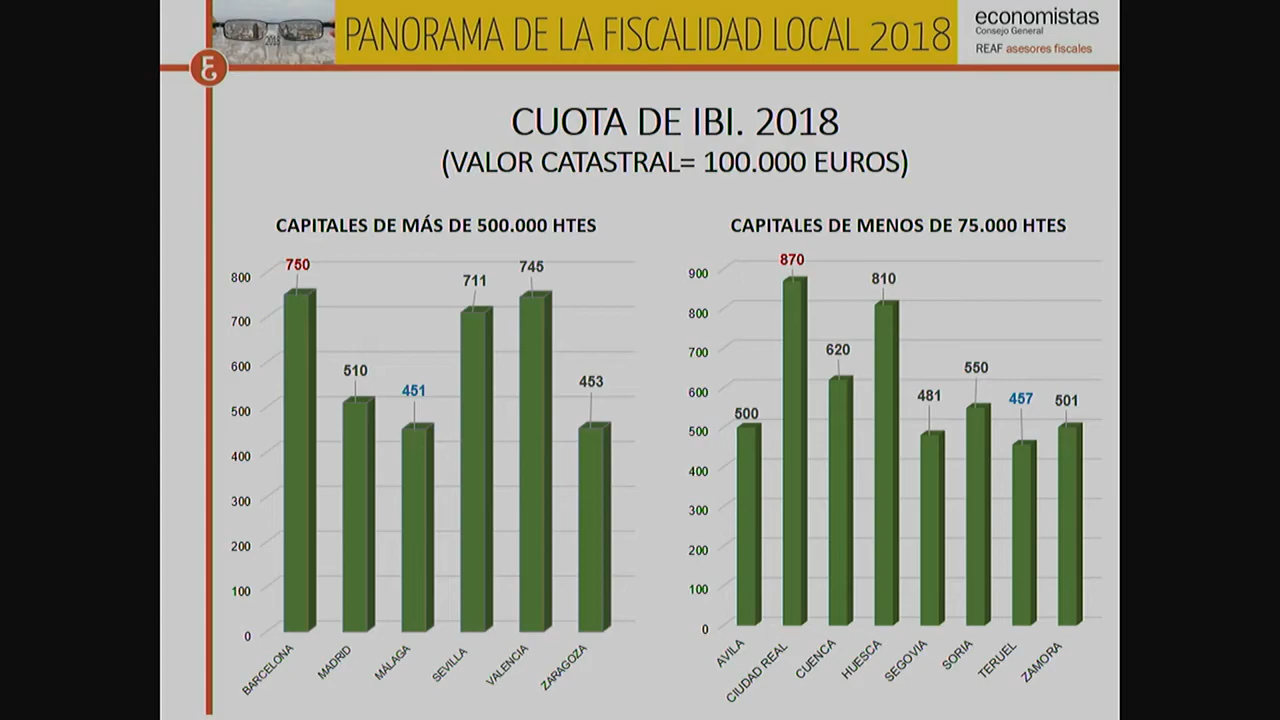 PANORAMA DE LA FISCALIDAD LOCAL 2018
2018
economistas
Consejo General
REAF asesores fiscales
CUOTA DE IBI. 2018
(VALOR CATASTRAL= 100.000 EUROS)
CAPITALES DE MÁS DE 500.000 HTES
800
700
600
500
400
300
200
100
0
750
510
451
711
745
453
BARCELONA
MADRID
MÁLAGA
SEVILLA
VALENCIA
ZARAGOZA
CAPITALES DE MENOS DE 75.000 HTES
900
800
700
600
500
400
300
200
100
0
500
870
620
810
481
550
457
501
AVILA
CIUDAD REAL
CUENCA
HUESCA
SEGOVIA
SORIA
TERUEL
ZAMORA